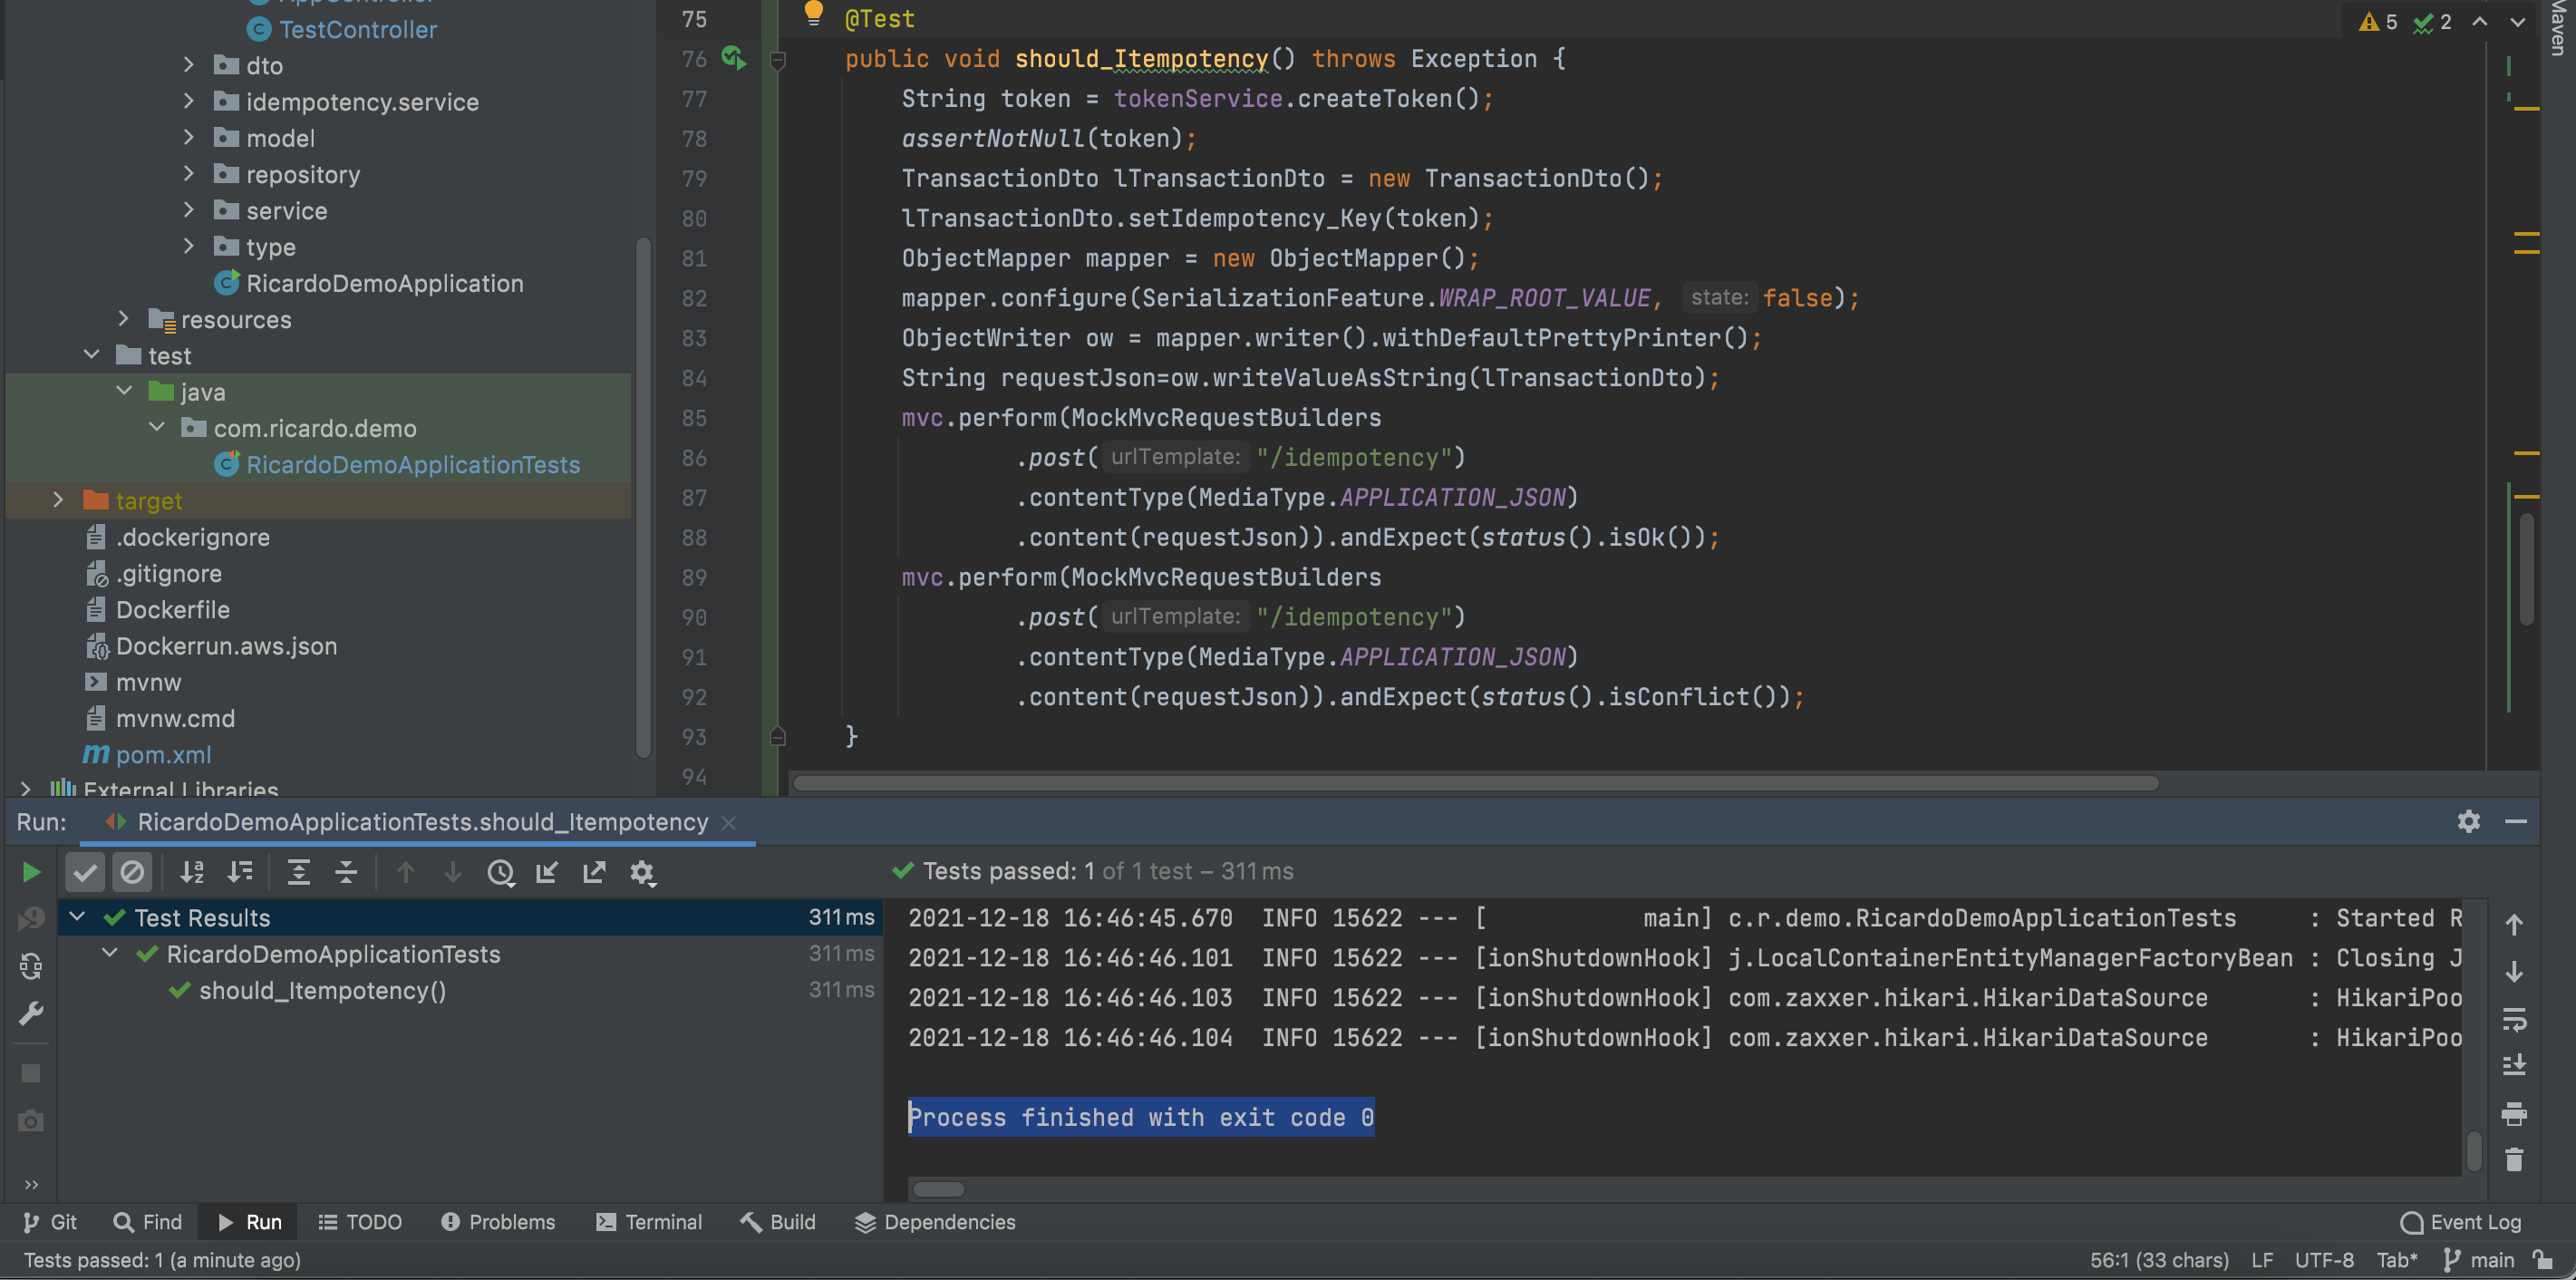 TestController
dto
idempotency.service
model
repository
service
type
RicardoDemoApplication
resources
test
java
com.ricardo.demo
RicardoDemoApplicationTests
target
.dockerignore
.gitignore
Dockerfile
Dockerrun.aws.json
mvnw
mvnw.cmd
pom.xml
External Libraries
75 @Test
76 public void should_Itempotency() throws Exception {
77 String token = tokenService.createToken();
78 assertNotNull(token);
79 TransactionDto lTransactionDto = new TransactionDto();
80 lTransactionDto.setIdempotency_Key(token);
81 ObjectMapper mapper = new ObjectMapper();
82 mapper.configure(SerializationFeature.WRAP_ROOT_VALUE, state: false);
83 ObjectWriter ow = mapper.writer().withDefaultPrettyPrinter();
84 String requestJson=ow.writeValueAsString(lTransactionDto);
85 mvc.perform(MockMvcRequestBuilders
86 .post( urlTemplate: "/idempotency")
87 .contentType(MediaType.APPLICATION_JSON)
88 .content(requestJson)).andExpect(status().isOk());
89 mvc.perform(MockMvcRequestBuilders
90 .post( urlTemplate: "/idempotency")
91 .contentType(MediaType.APPLICATION_JSON)
92 .content(requestJson)).andExpect(status().isConflict());
93 }
94
5 2
Maven
Run: RicardoDemoApplicationTests.should_Itempotency
Tests passed: 1 of 1 test – 311 ms
Test Results 311 ms
RicardoDemoApplicationTests 311 ms
should_Itempotency() 311 ms
2021-12-18 16:46:45.670 INFO 15622 --- [ main] c.r.demo.RicardoDemoApplicationTests : Started R
2021-12-18 16:46:46.101 INFO 15622 --- [ionShutdownHook] j.LocalContainerEntityManagerFactoryBean : Closing J
2021-12-18 16:46:46.103 INFO 15622 --- [ionShutdownHook] com.zaxxer.hikari.HikariDataSource : HikariPoo
2021-12-18 16:46:46.104 INFO 15622 --- [ionShutdownHook] com.zaxxer.hikari.HikariDataSource : HikariPoo
Process finished with exit code 0
Git Find Run TODO Problems Terminal Build Dependencies Event Log
Tests passed: 1 (a minute ago) 56:1 (33 chars) LF UTF-8 Tab* main